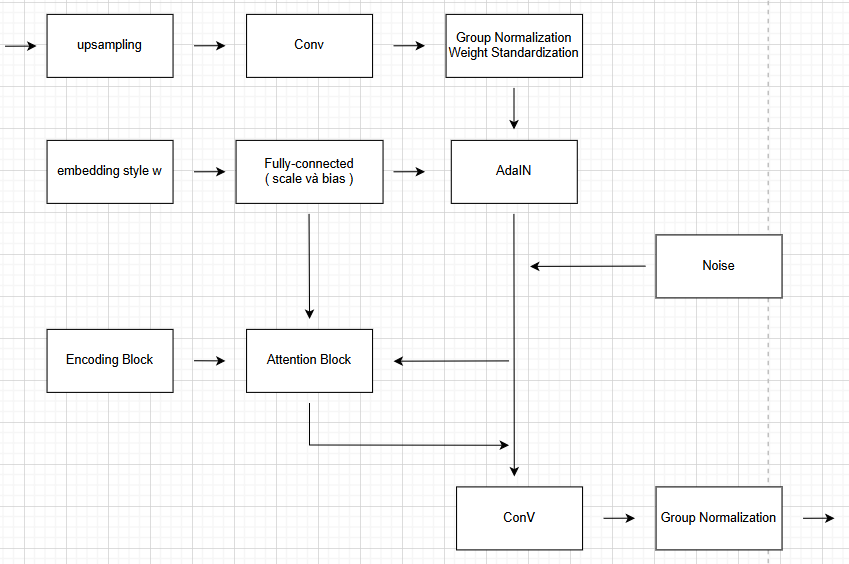 upsampling
Conv
Group Normalization
Weight Standardization
embedding style w
Fully-connected
( scale và bias )
AdaIN
Noise
Encoding Block
Attention Block
ConV
Group Normalization